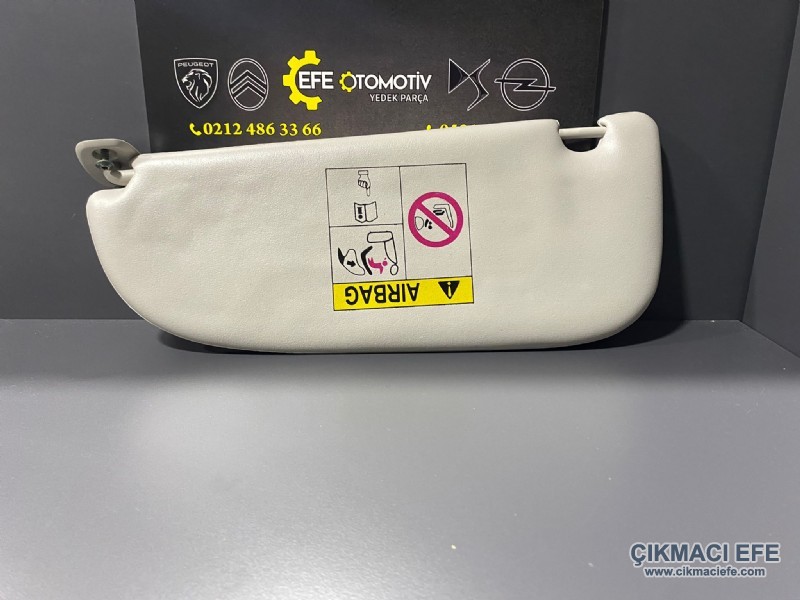 PEUGEOT
EFE OTOMOTİV
YEDEK PARÇA
0212 486 33 66
AIRBAG
ÇIKMACI EFE
www.cikmaciefe.com